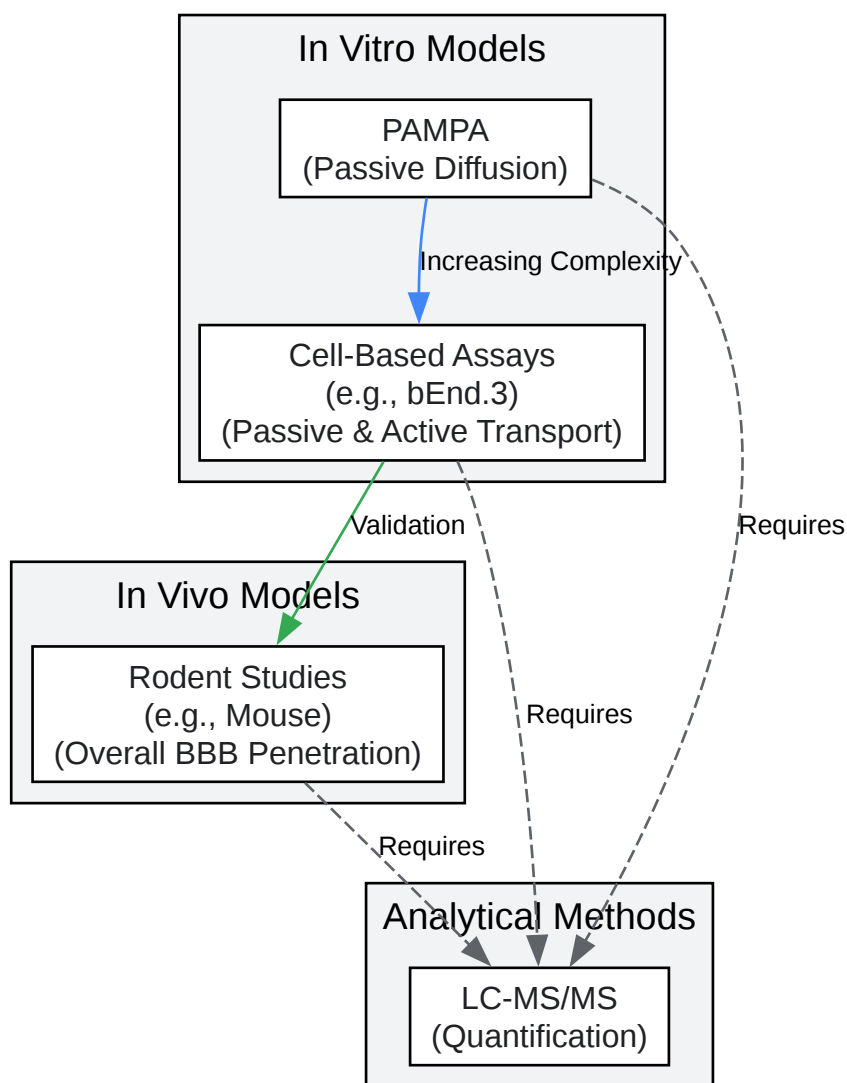 In Vitro Models
PAMPA
(Passive Diffusion)
Increasing Complexity
Cell-Based Assays
(e.g., bEnd.3)
(Passive & Active Transport)
Validation
Requires
In Vivo Models
Rodent Studies
(e.g., Mouse)
(Overall BBB Penetration)
Requires
Requires
Analytical Methods
LC-MS/MS
(Quantification)